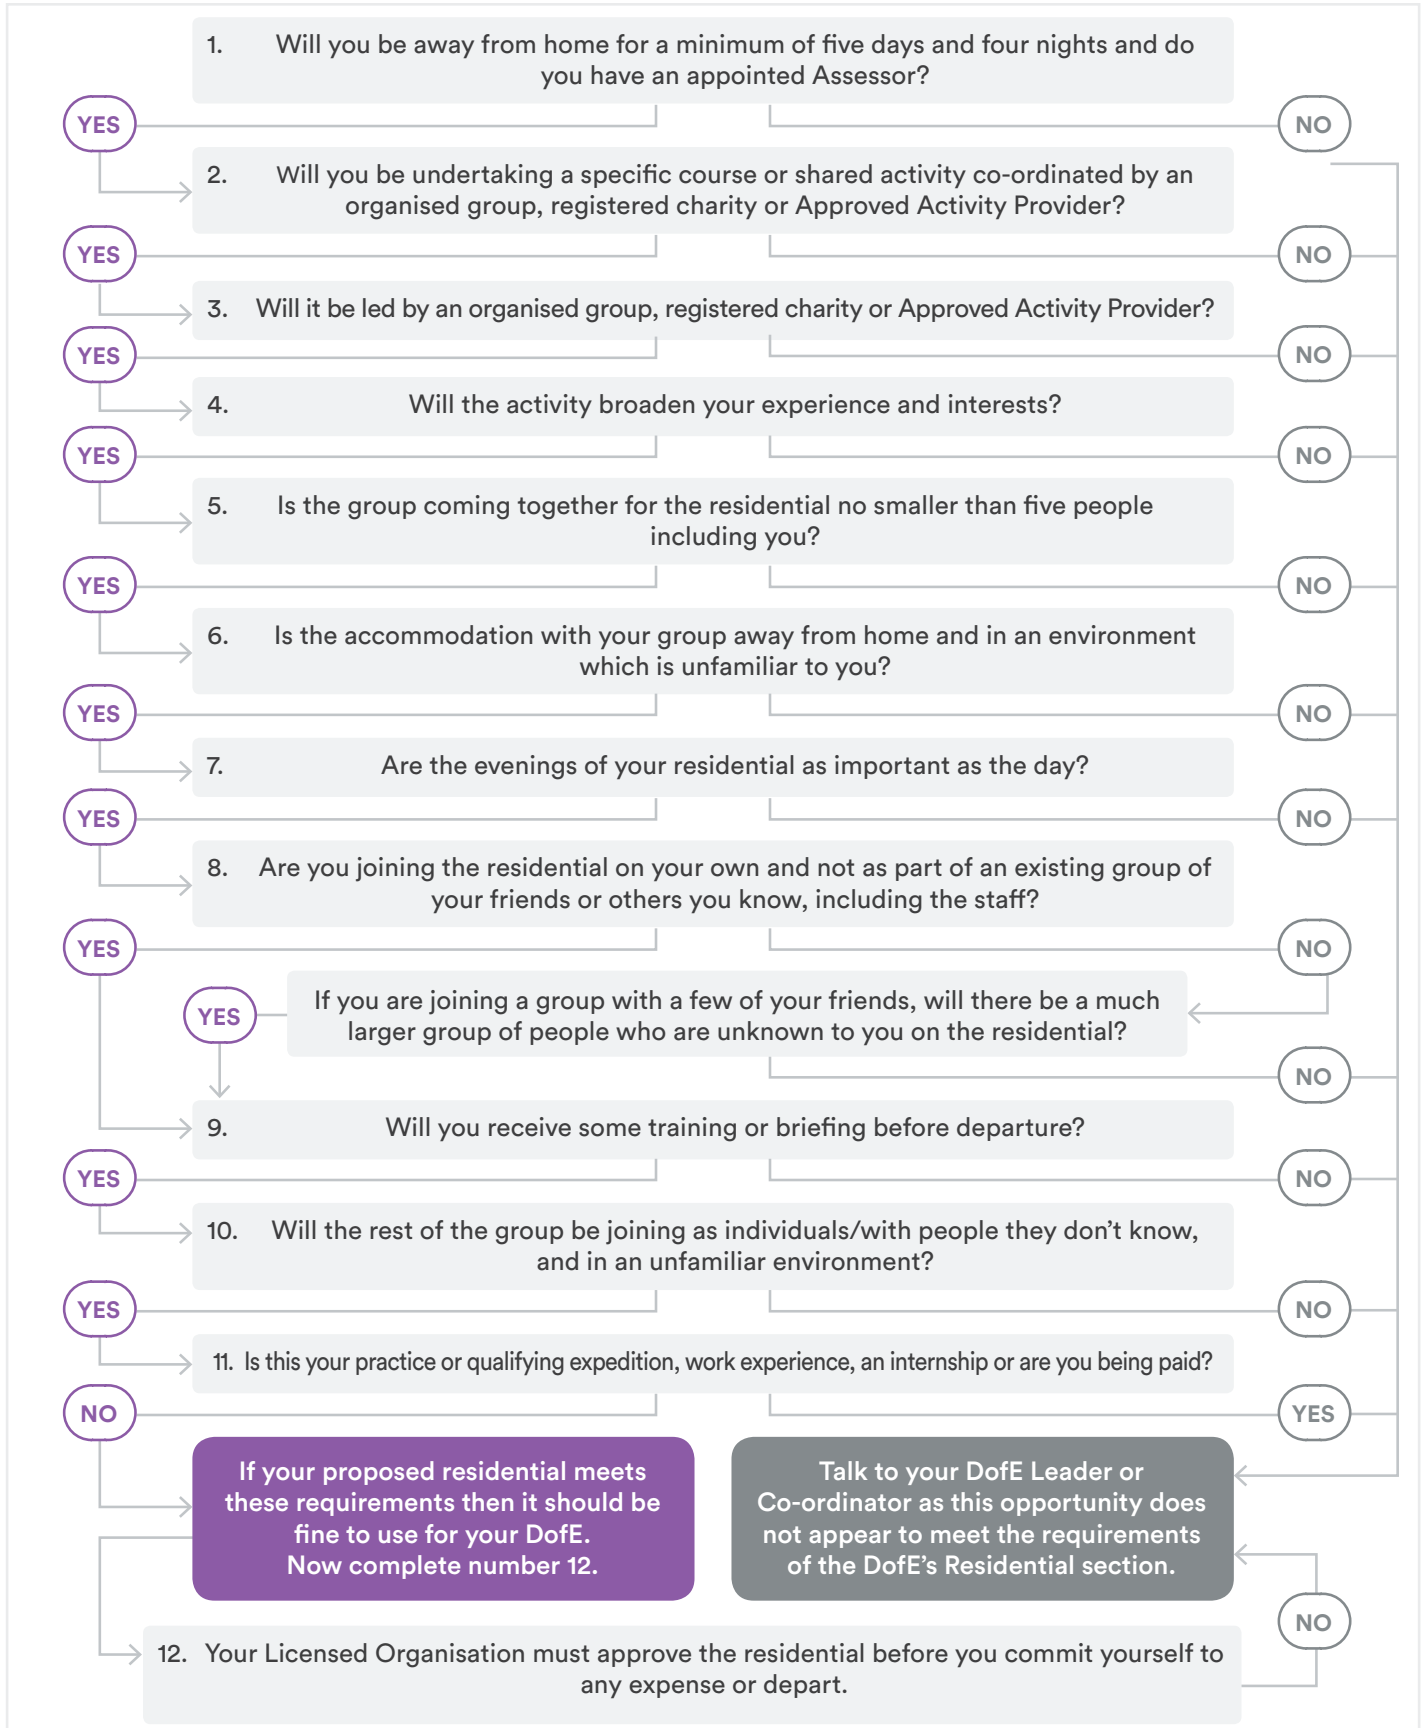 1. Will you be away from home for a minimum of five days and four nights and do
you have an appointed Assessor?
YES
NO
2. Will you be undertaking a specific course or shared activity co-ordinated by an
organised group, registered charity or Approved Activity Provider?
YES
NO
3. Will it be led by an organised group, registered charity or Approved Activity Provider?
YES
NO
4. Will the activity broaden your experience and interests?
YES
NO
5. Is the group coming together for the residential no smaller than five people
including you?
YES
NO
6. Is the accommodation with your group away from home and in an environment
which is unfamiliar to you?
YES
NO
7. Are the evenings of your residential as important as the day?
YES
NO
8. Are you joining the residential on your own and not as part of an existing group of
your friends or others you know, including the staff?
YES
NO
If you are joining a group with a few of your friends, will there be a much
larger group of people who are unknown to you on the residential?
YES
NO
9. Will you receive some training or briefing before departure?
YES
NO
10. Will the rest of the group be joining as individuals/with people they don't know,
and in an unfamiliar environment?
YES
NO
11. Is this your practice or qualifying expedition, work experience, an internship or are you being paid?
NO
YES
If your proposed residential meets
these requirements then it should be
fine to use for your DofE.
Now complete number 12.
Talk to your DofE Leader or
Co-ordinator as this opportunity does
not appear to meet the requirements
of the DofE's Residential section.
NO
12. Your Licensed Organisation must approve the residential before you commit yourself to
any expense or depart.